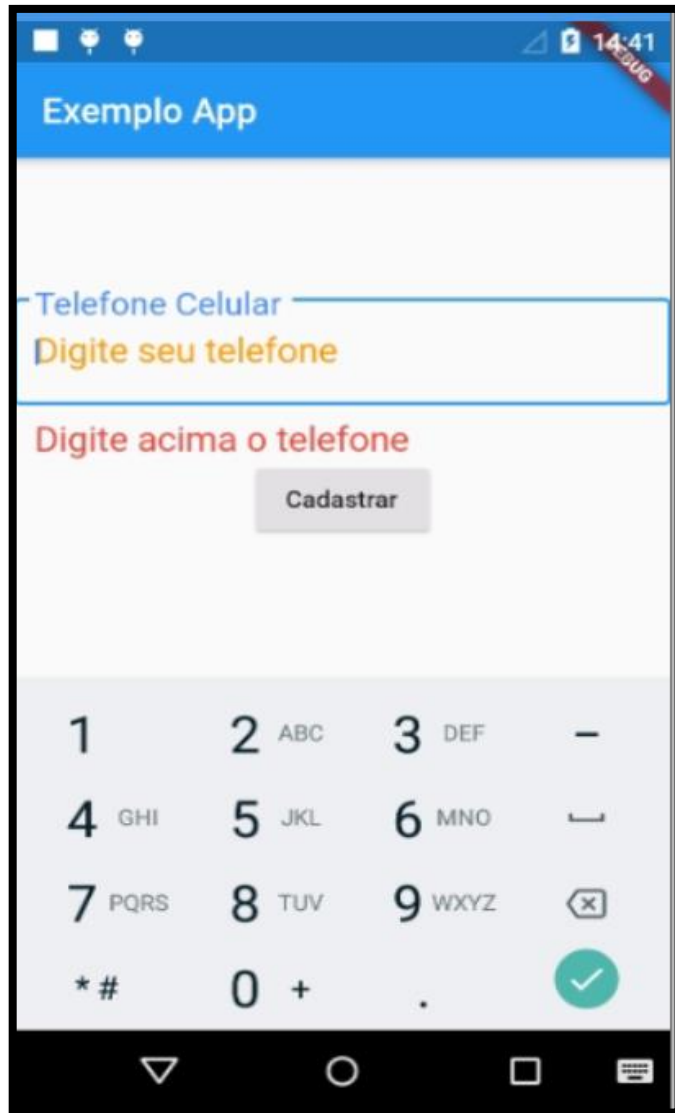 14:41
DEBUG
Exemplo App
Telefone Celular
Digite seu telefone
Digite acima o telefone
Cadastrar
1 2 ABC 3 DEF -
4 GHI 5 JKL 6 MNO
7 PQRS 8 TUV 9 WXYZ
* # 0 + .